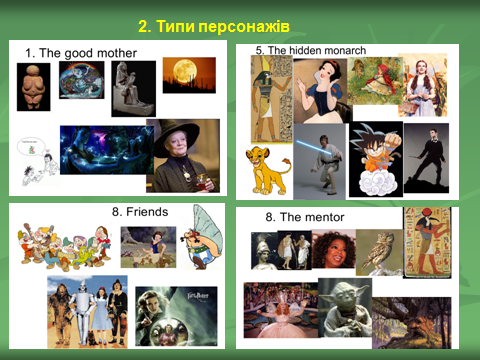 2. Типи персонажів
1. The good mother
5. The hidden monarch
8. Friends
8. The mentor